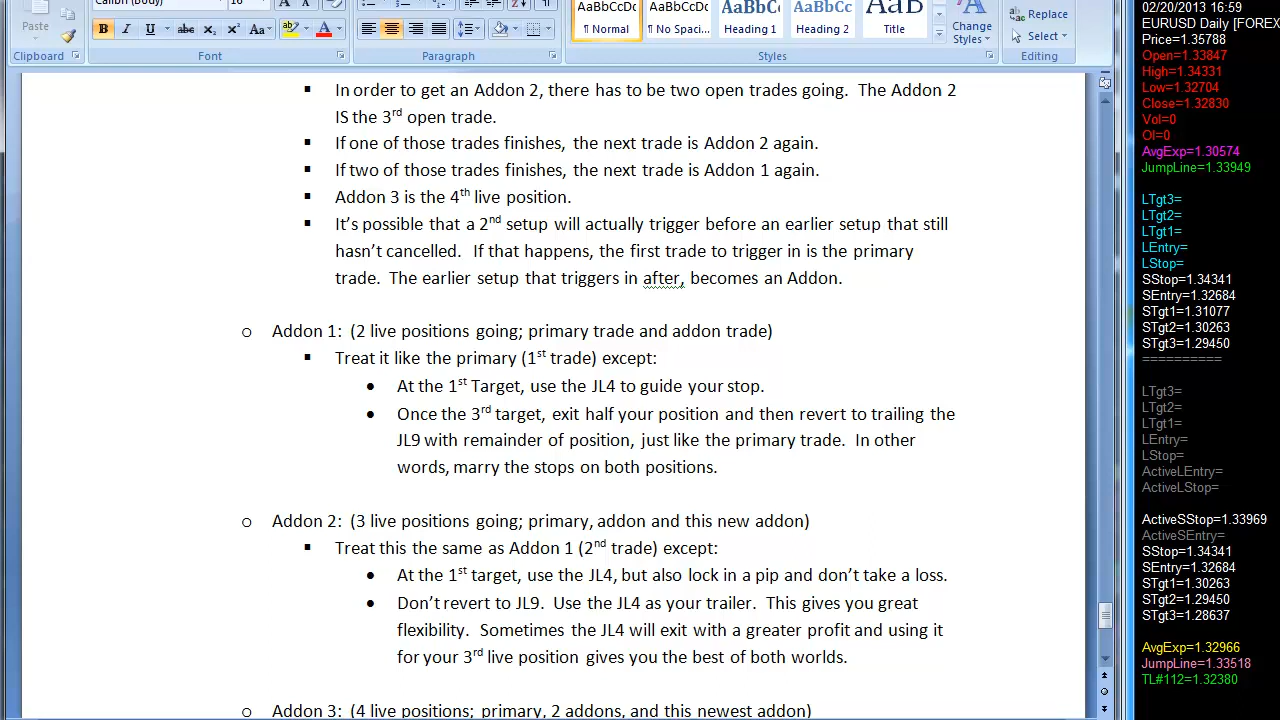 Calibri (Body)
16
A
A
Paste
B I U abc x₂ x² Aa ab A
Clipboard
Font
Paragraph
Styles
Editing
AaBbCcDc AaBbCcDc AaBbC AaBbCc AaB
¶ Normal ¶ No Spaci... Heading 1 Heading 2 Title
Change
Styles
Replace
Select
▪ In order to get an Addon 2, there has to be two open trades going. The Addon 2
IS the 3rd open trade.
▪ If one of those trades finishes, the next trade is Addon 2 again.
▪ If two of those trades finishes, the next trade is Addon 1 again.
▪ Addon 3 is the 4th live position.
▪ It's possible that a 2nd setup will actually trigger before an earlier setup that still
hasn't cancelled. If that happens, the first trade to trigger in is the primary
trade. The earlier setup that triggers in after, becomes an Addon.
o Addon 1: (2 live positions going; primary trade and addon trade)
▪ Treat it like the primary (1st trade) except:
• At the 1st Target, use the JL4 to guide your stop.
• Once the 3rd target, exit half your position and then revert to trailing the
JL9 with remainder of position, just like the primary trade. In other
words, marry the stops on both positions.
o Addon 2: (3 live positions going; primary, addon and this new addon)
▪ Treat this the same as Addon 1 (2nd trade) except:
• At the 1st target, use the JL4, but also lock in a pip and don't take a loss.
• Don't revert to JL9. Use the JL4 as your trailer. This gives you great
flexibility. Sometimes the JL4 will exit with a greater profit and using it
for your 3rd live position gives you the best of both worlds.
o Addon 3: (4 live positions; primary, 2 addons, and this newest addon)
02/20/2013 16:59
EURUSD Daily [FOREX
Price=1.35788
Open=1.33847
High=1.34331
Low=1.32704
Close=1.32830
Vol=0
OI=0
AvgExp=1.30574
JumpLine=1.33949
LTgt3=
LTgt2=
LTgt1=
LEntry=
LStop=
SStop=1.34341
SEntry=1.32684
STgt1=1.31077
STgt2=1.30263
STgt3=1.29450
==========
LTgt3=
LTgt2=
LTgt1=
LEntry=
LStop=
ActiveLEntry=
ActiveLStop=
ActiveSStop=1.33969
ActiveSEntry=
SStop=1.34341
SEntry=1.32684
STgt1=1.30263
STgt2=1.29450
STgt3=1.28637
AvgExp=1.32966
JumpLine=1.33518
TL#112=1.32380